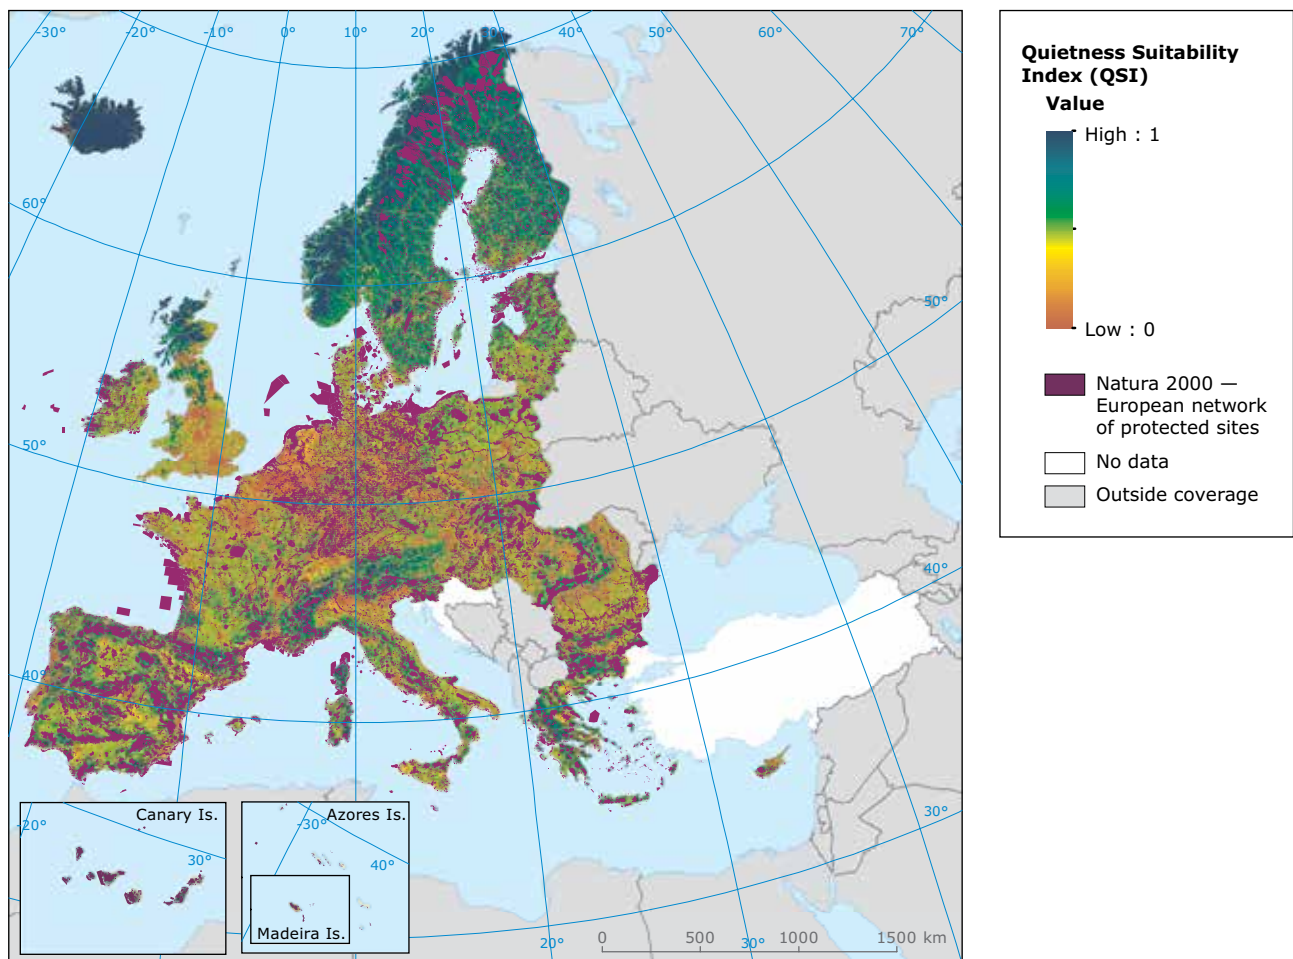 -30°
-20°
-10°
0°
10°
20°
30°
40°
60°
70°
60°
50°
50°
40°
40°
30°
20°
30°
Canary Is.
-20°
30°
Azores Is.
-30°
40°
Madeira Is.
0
500
1000
1500 km
Quietness Suitability
Index (QSI)
Value
High : 1
Low : 0
Natura 2000 —
European network
of protected sites
No data
Outside coverage